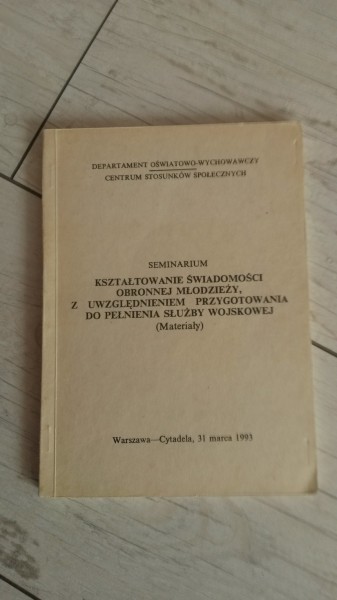 DEPARTAMENT OŚWIATOWO-WYCHOWAWCZY
CENTRUM STOSUNKÓW SPOŁECZNYCH
SEMINARIUM
KSZTAŁTOWANIE ŚWIADOMOŚCI
OBRONNEJ MŁODZIEŻY,
Z UWZGLĘDNIENIEM PRZYGOTOWANIA
DO PEŁNIENIA SŁUŻBY WOJSKOWEJ
(Materiały)
Warszawa—Cytadela, 31 marca 1993